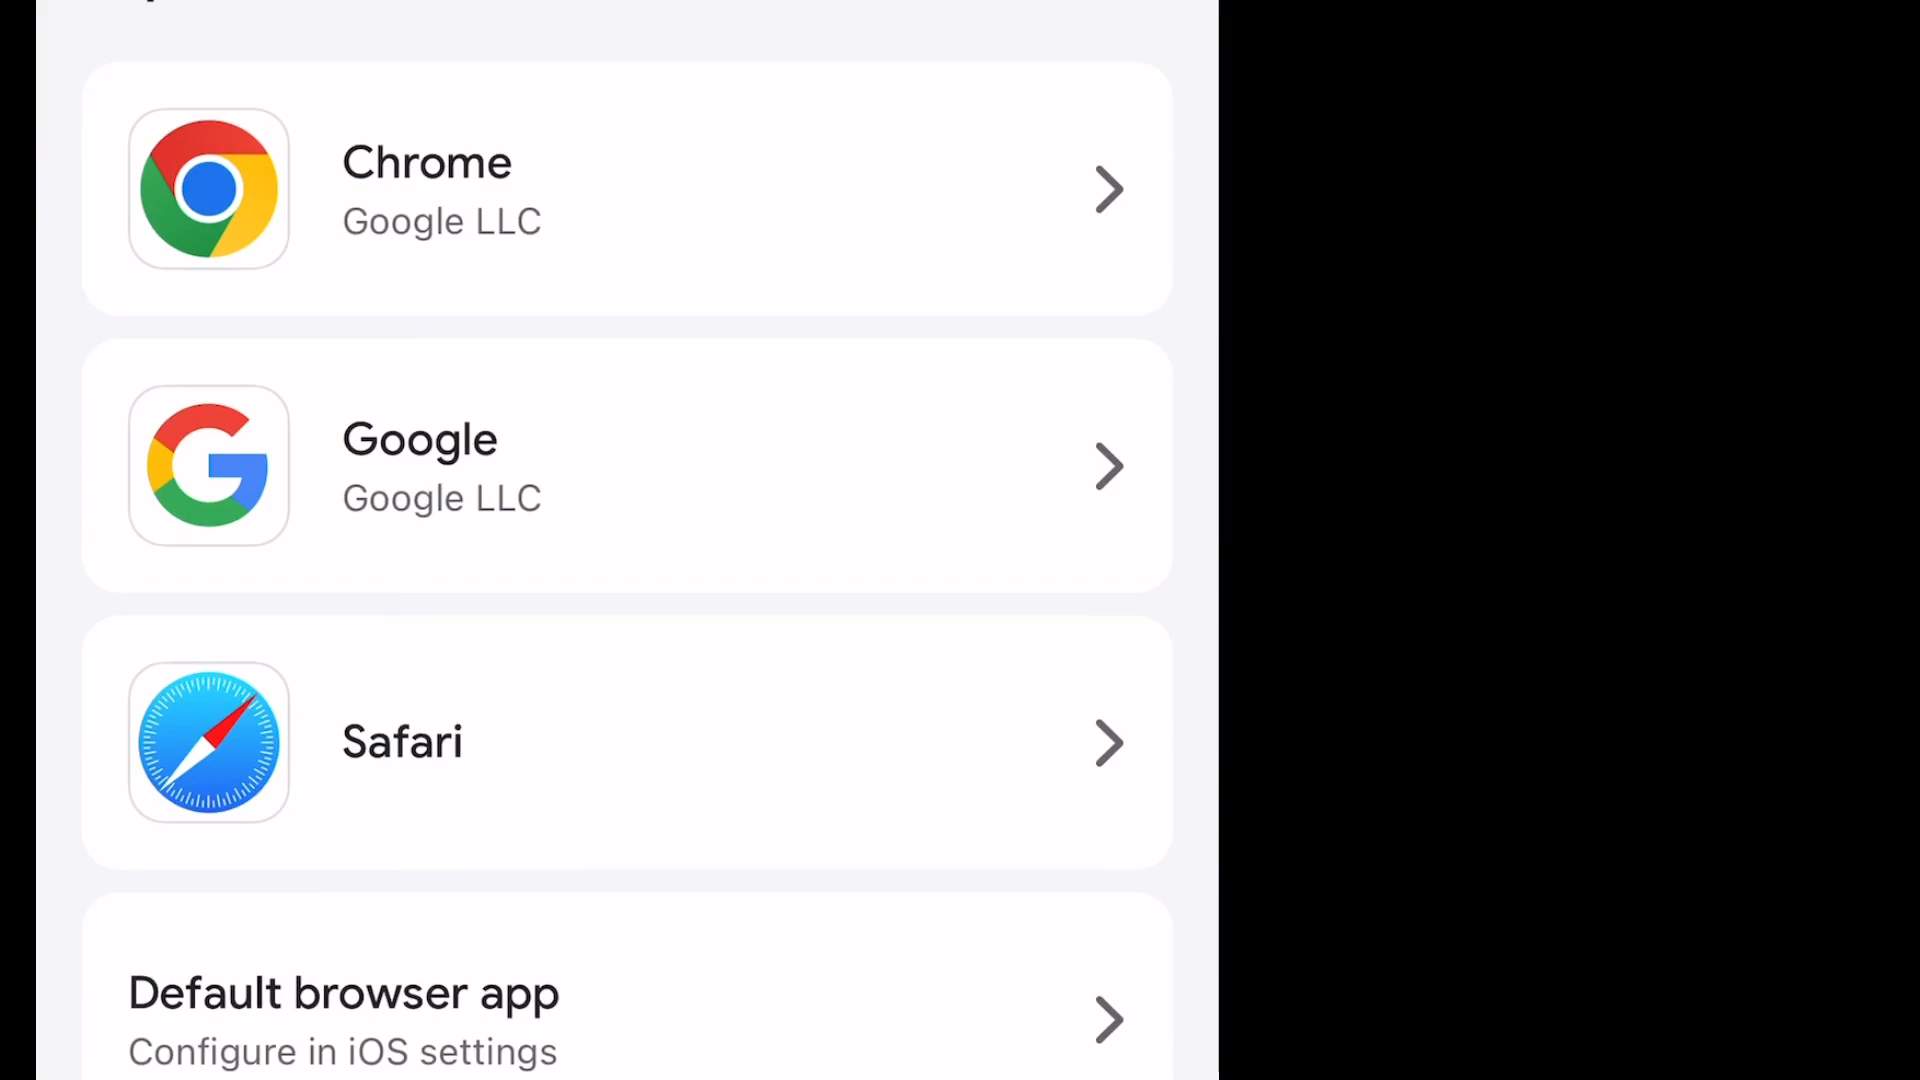 Chrome
Google LLC
Google
Google LLC
Safari
Default browser app
Configure in iOS settings